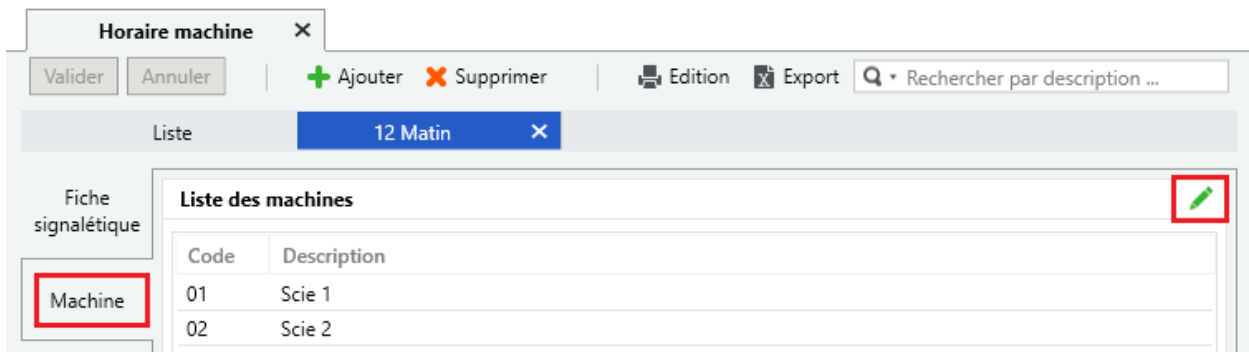 Horaire machine
Valider Annuler Ajouter Supprimer Edition Export Rechercher par description ...
Liste 12 Matin
Fiche signalétique
Liste des machines
Code Description
Machine
01 Scie 1
02 Scie 2